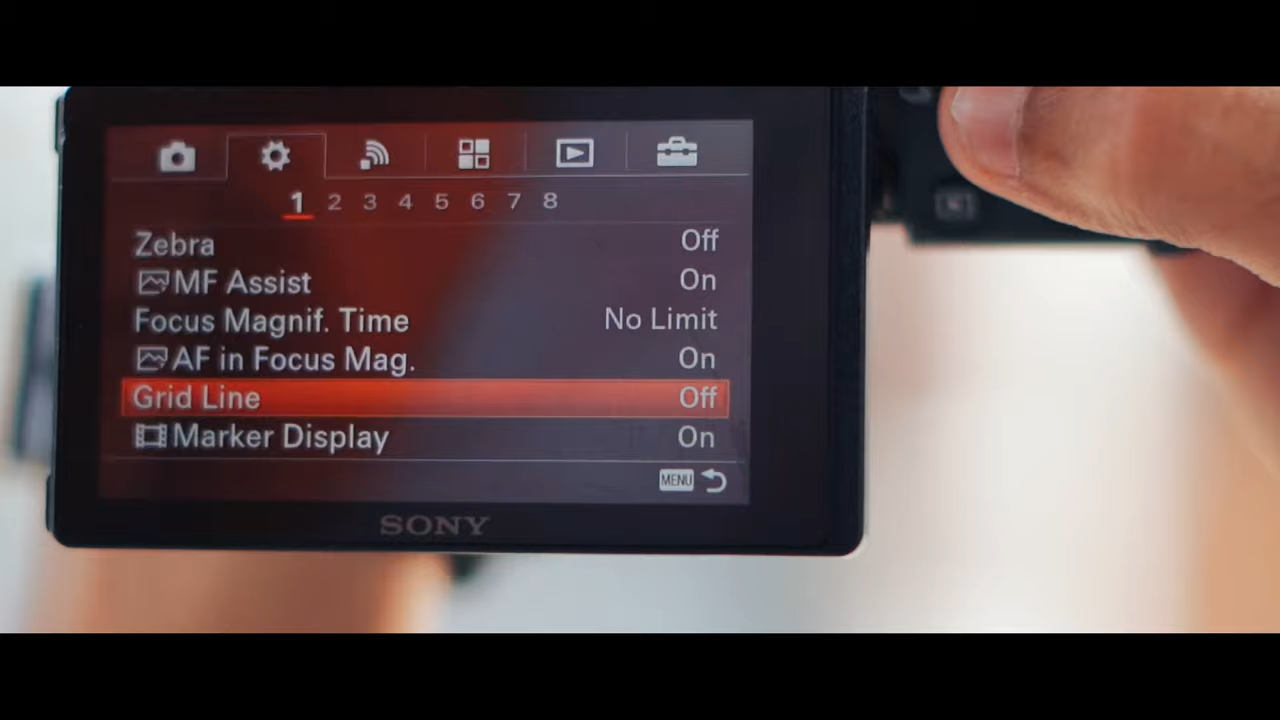 1 2 3 4 5 6 7 8
Zebra Off
MF Assist On
Focus Magnif. Time No Limit
AF in Focus Mag. On
Grid Line Off
Marker Display On
MENU
SONY